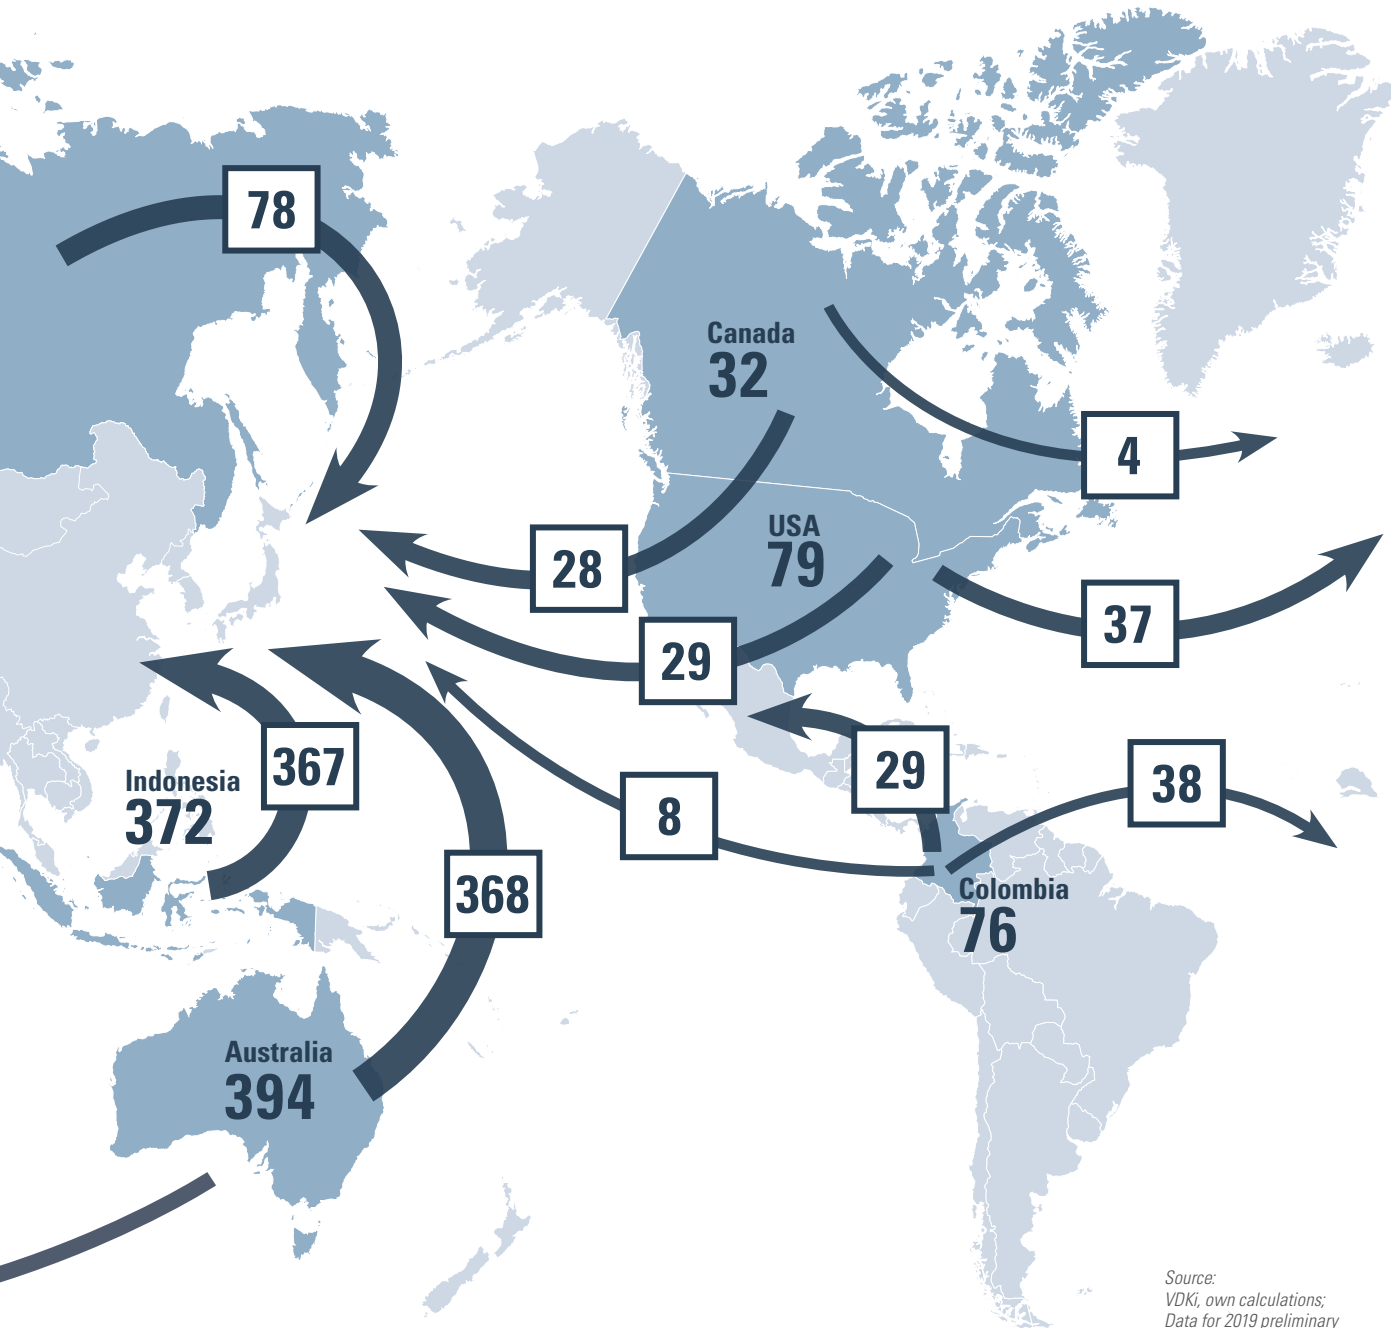 78
Canada
32
4
28
USA
79
37
29
367
Indonesia
372
29
38
8
368
Colombia
76
Australia
394
Source:
VDKi, own calculations;
Data for 2019 preliminary